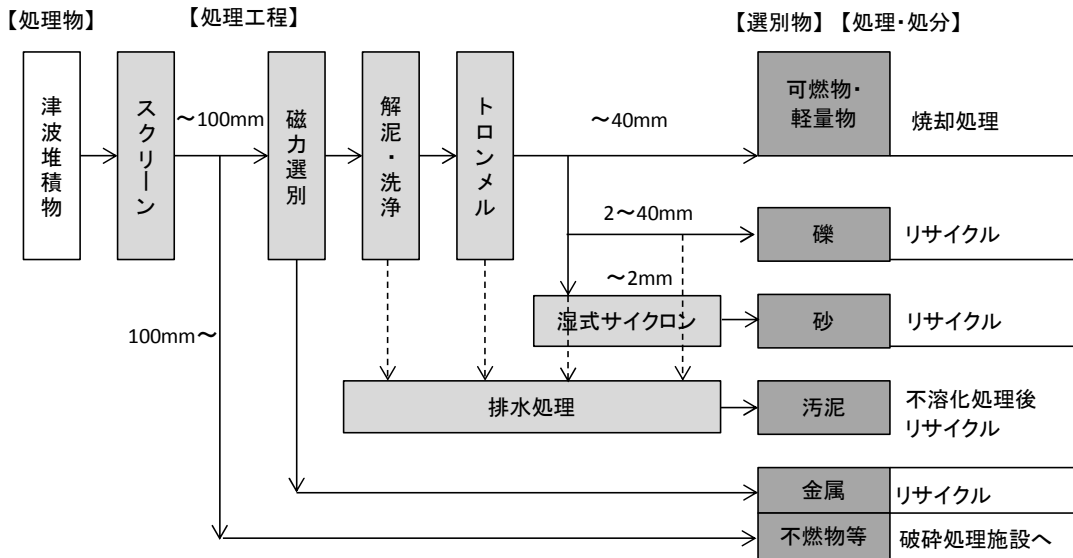 【処理物】
【処理工程】
【選別物】【処理・処分】
津波堆積物
スクリーン
～100mm
磁力選別
解泥・洗浄
トロンメル
～40mm
可燃物・
軽量物
焼却処理
2～40mm
礫
リサイクル
～2mm
湿式サイクロン
砂
リサイクル
100mm～
排水処理
汚泥
不溶化処理後
リサイクル
金属
リサイクル
不燃物等
破砕処理施設へ